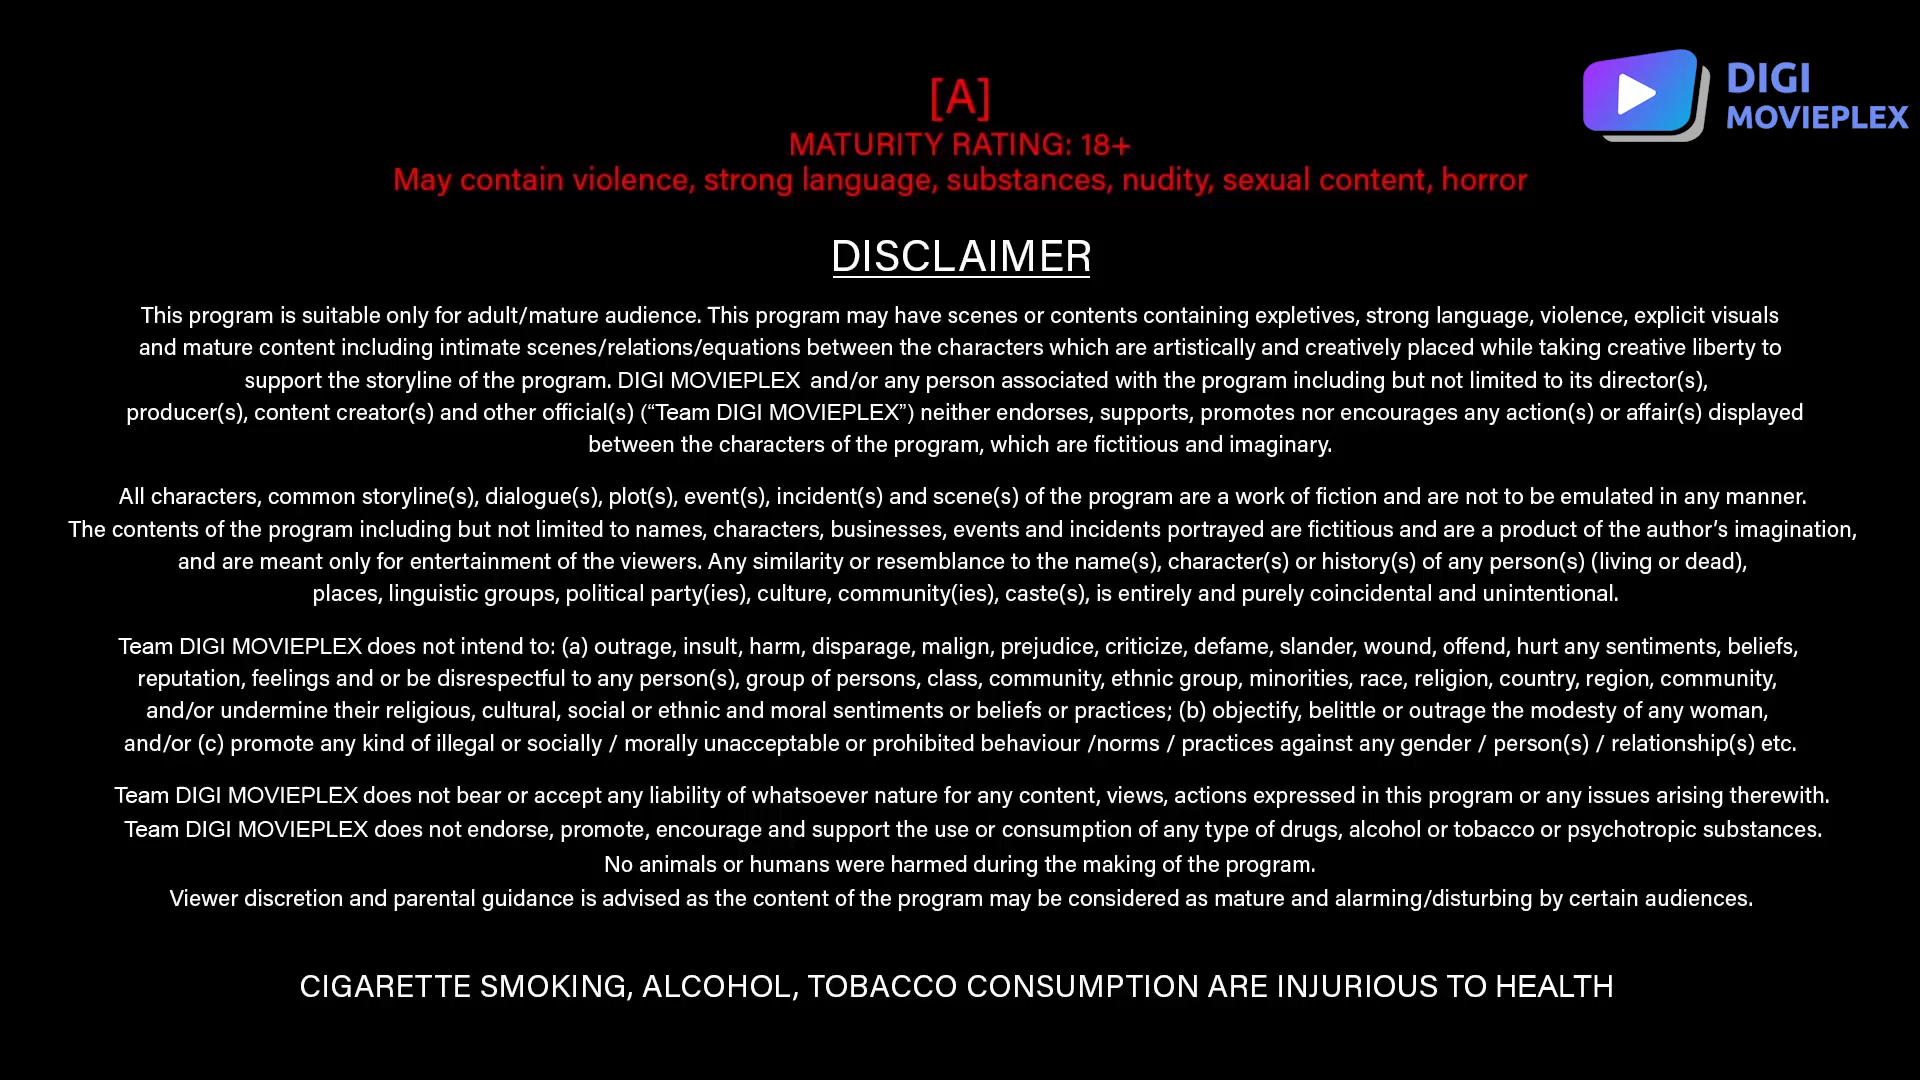 [A]
DIGI
MOVIEPLEX
MATURITY RATING: 18+
May contain violence, strong language, substances, nudity, sexual content, horror
DISCLAIMER
This program is suitable only for adult/mature audience. This program may have scenes or contents containing expletives, strong language, violence, explicit visuals
and mature content including intimate scenes/relations/equations between the characters which are artistically and creatively placed while taking creative liberty to
support the storyline of the program. DIGI MOVIEPLEX and/or any person associated with the program including but not limited to its director(s),
producer(s), content creator(s) and other official(s) (“Team DIGI MOVIEPLEX”) neither endorses, supports, promotes nor encourages any action(s) or affair(s) displayed
between the characters of the program, which are fictitious and imaginary.
All characters, common storyline(s), dialogue(s), plot(s), event(s), incident(s) and scene(s) of the program are a work of fiction and are not to be emulated in any manner.
The contents of the program including but not limited to names, characters, businesses, events and incidents portrayed are fictitious and are a product of the author’s imagination,
and are meant only for entertainment of the viewers. Any similarity or resemblance to the name(s), character(s) or history(s) of any person(s) (living or dead),
places, linguistic groups, political party(ies), culture, community(ies), caste(s), is entirely and purely coincidental and unintentional.
Team DIGI MOVIEPLEX does not intend to: (a) outrage, insult, harm, disparage, malign, prejudice, criticize, defame, slander, wound, offend, hurt any sentiments, beliefs,
reputation, feelings and or be disrespectful to any person(s), group of persons, class, community, ethnic group, minorities, race, religion, country, region, community,
and/or undermine their religious, cultural, social or ethnic and moral sentiments or beliefs or practices; (b) objectify, belittle or outrage the modesty of any woman,
and/or (c) promote any kind of illegal or socially / morally unacceptable or prohibited behaviour /norms / practices against any gender / person(s) / relationship(s) etc.
Team DIGI MOVIEPLEX does not bear or accept any liability of whatsoever nature for any content, views, actions expressed in this program or any issues arising therewith.
Team DIGI MOVIEPLEX does not endorse, promote, encourage and support the use or consumption of any type of drugs, alcohol or tobacco or psychotropic substances.
No animals or humans were harmed during the making of the program.
Viewer discretion and parental guidance is advised as the content of the program may be considered as mature and alarming/disturbing by certain audiences.
CIGARETTE SMOKING, ALCOHOL, TOBACCO CONSUMPTION ARE INJURIOUS TO HEALTH